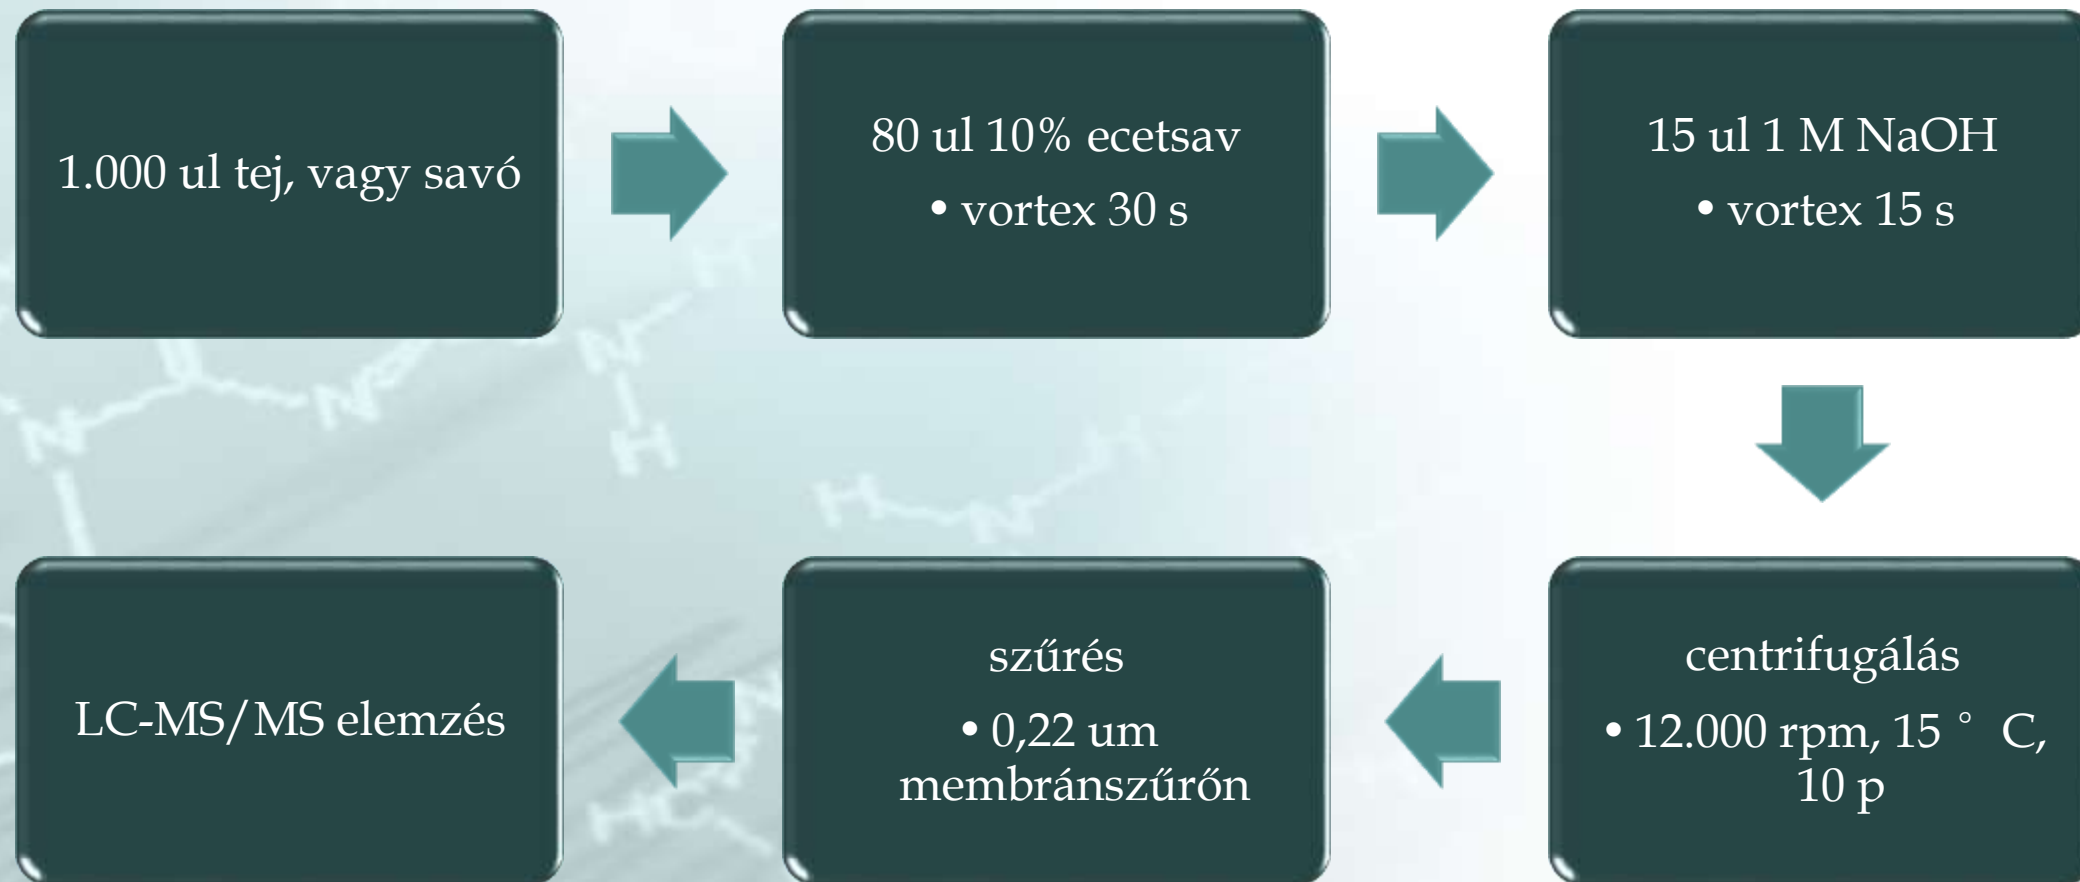 1.000 ul tej, vagy savó
80 ul 10% ecetsav
• vortex 30 s
15 ul 1 M NaOH
• vortex 15 s
centrifugálás
• 12.000 rpm, 15 ° C,
10 p
szűrés
• 0,22 um
membránszűrőn
LC-MS/MS elemzés
N
N
N
H
H
H
N
H
N
HC